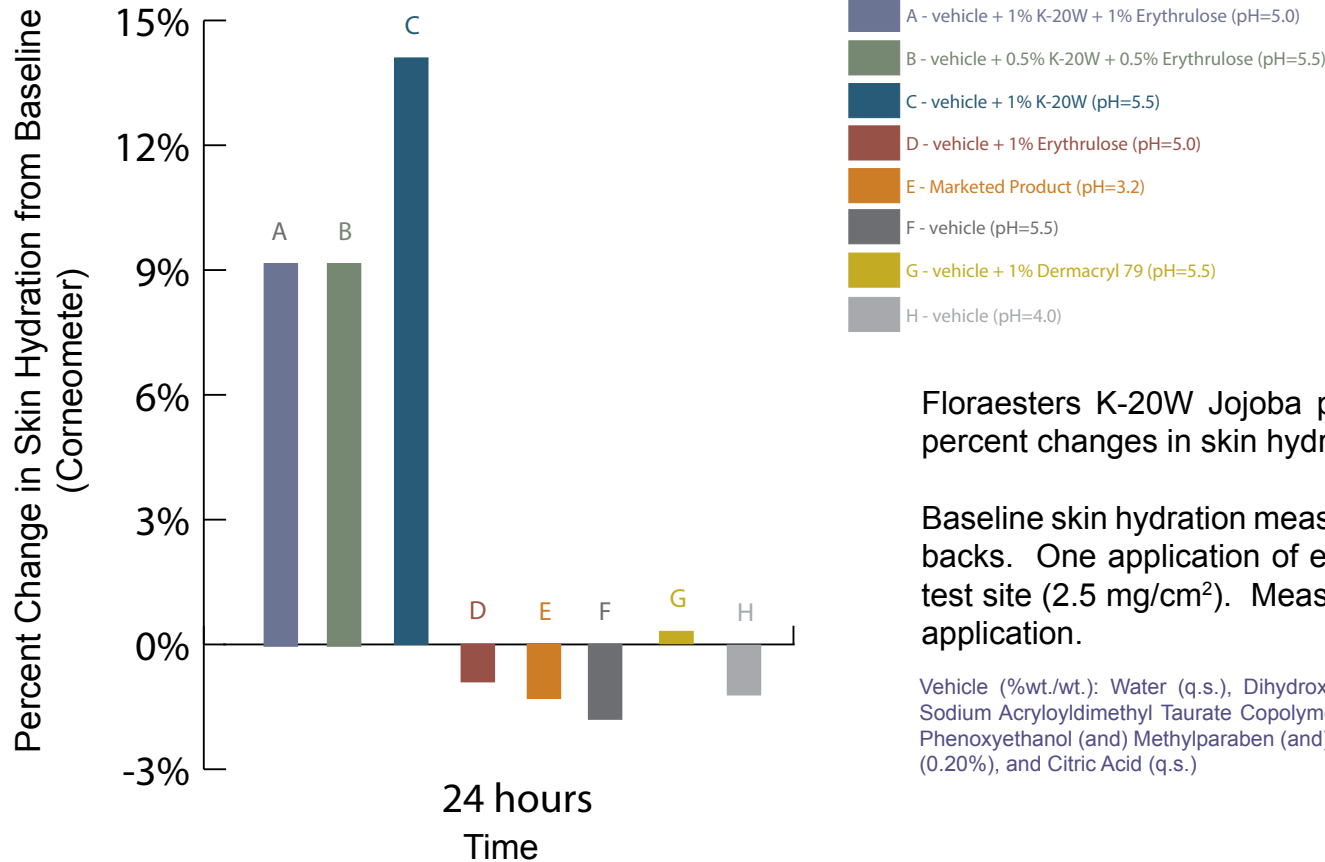 Percent Change in Skin Hydration from Baseline
(Corneometer)
15%
12%
9%
6%
3%
0%
-3%
A
B
C
D
E
F
G
H
24 hours
Time
A - vehicle + 1% K-20W + 1% Erythrulose (pH=5.0)
B - vehicle + 0.5% K-20W + 0.5% Erythrulose (pH=5.5)
C - vehicle + 1% K-20W (pH=5.5)
D - vehicle + 1% Erythrulose (pH=5.0)
E - Marketed Product (pH=3.2)
F - vehicle (pH=5.5)
G - vehicle + 1% Dermacryl 79 (pH=5.5)
H - vehicle (pH=4.0)
Floraesters K-20W Jojoba p
percent changes in skin hydr
Baseline skin hydration meas
backs. One application of e
test site (2.5 mg/cm²). Meas
application.
Vehicle (%wt./wt.): Water (q.s.), Dihydrox
Sodium Acryloyldimethyl Taurate Copolym
Phenoxyethanol (and) Methylparaben (and)
(0.20%), and Citric Acid (q.s.)